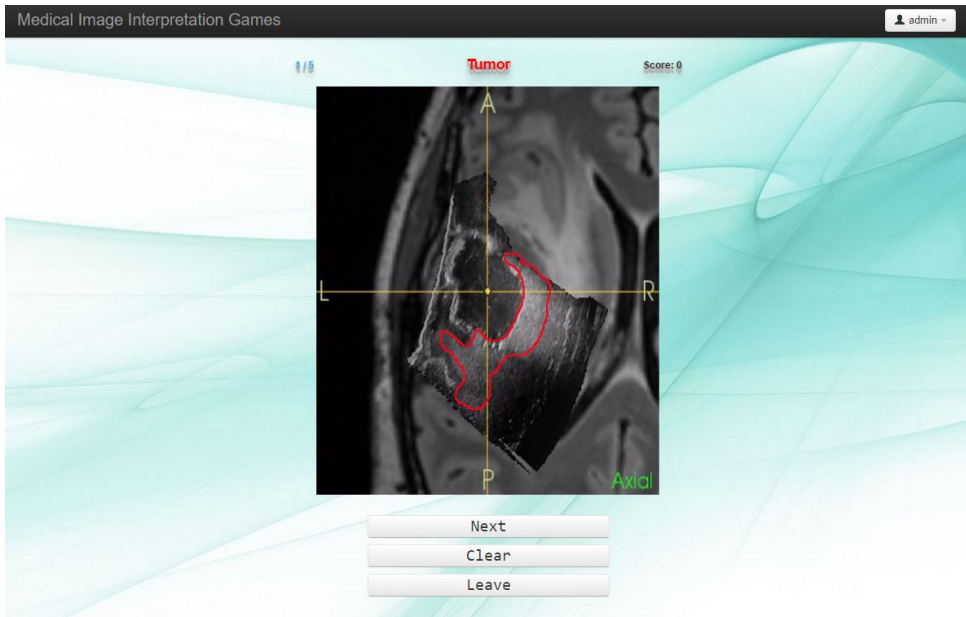 Medical Image Interpretation Games
admin
1 / 5
Tumor
Score: 0
A
L
R
P
Axial
Next
Clear
Leave